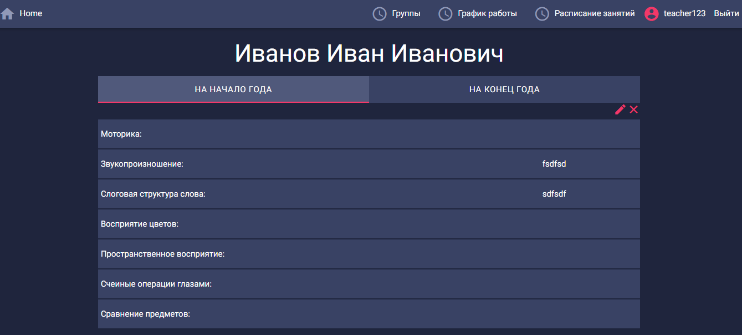 Home Группы График работы Расписание занятий teacher123 Выйти
Иванов Иван Иванович
НА НАЧАЛО ГОДА НА КОНЕЦ ГОДА
Моторика:
Звукопроизношение: fsdfsd
Слоговая структура слова: sdfsdf
Восприятие цветов:
Пространственное восприятие:
Счеиные операции глазами:
Сравнение предметов: